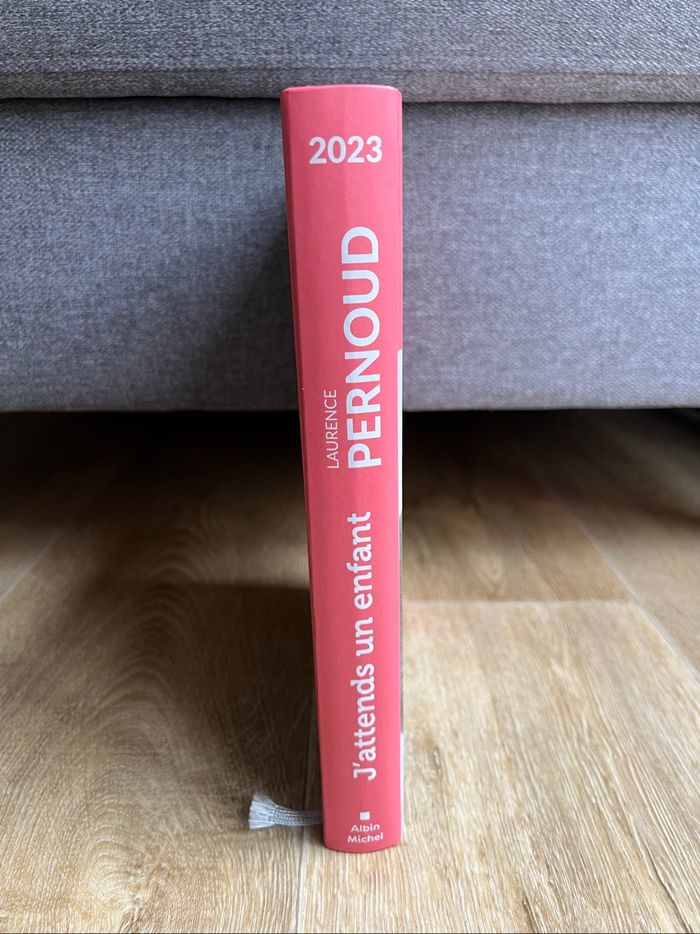 2023
LAURENCE
PERNOUD
J'attends un enfant
Albin
Michel